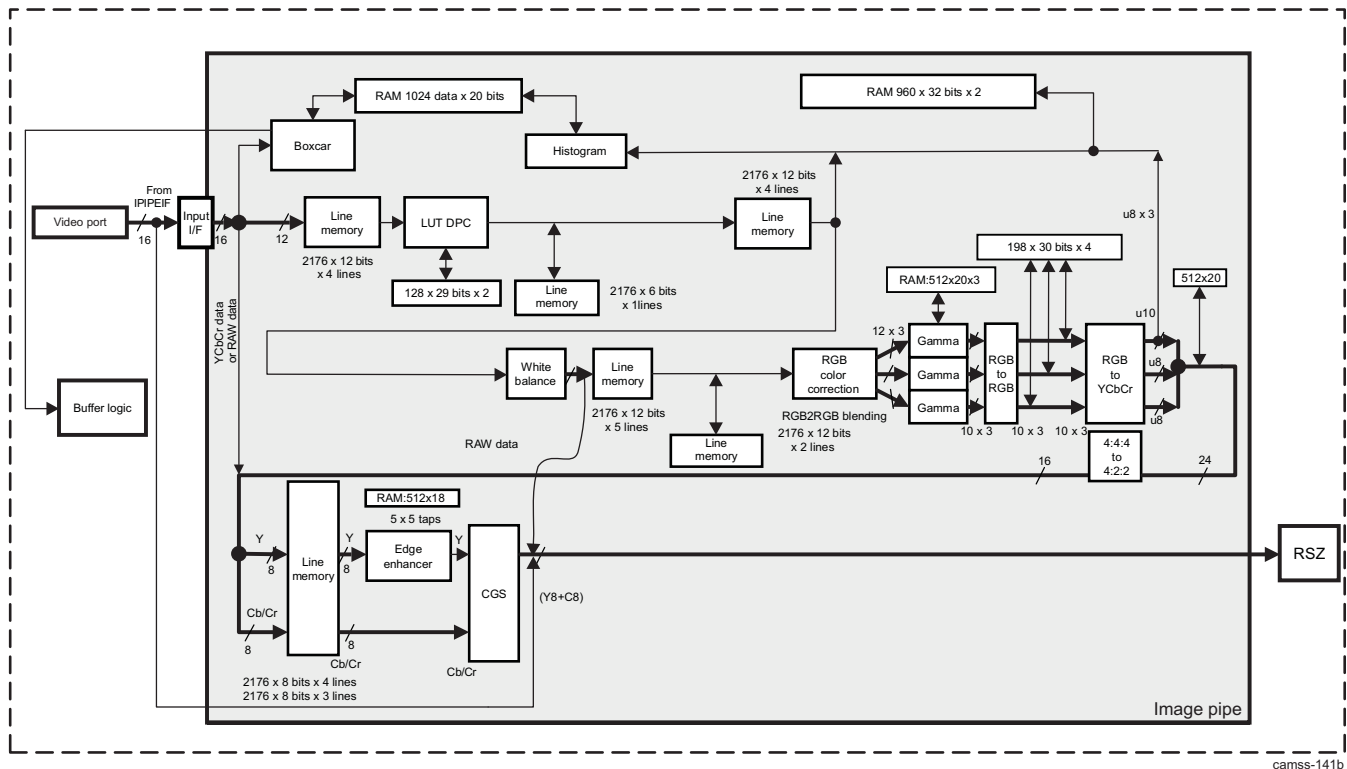 RAM 1024 data x 20 bits
RAM 960 x 32 bits x 2
Boxcar
Histogram
2176 x 12 bits
x 4 lines
From
IPIPEIF
Video port
16
Input
I/F
16
12
Line
memory
LUT DPC
Line
memory
u8 x 3
2176 x 12 bits
x 4 lines
128 x 29 bits x 2
Line
memory
2176 x 6 bits
x 1lines
198 x 30 bits x 4
RAM:512x20x3
512x20
YCbCr data
or RAW data
12 x 3
u10
Gamma
Gamma
Gamma
RGB
to
RGB
RGB
to
YCbCr
u8
u8
White
balance
Line
memory
RGB
color
correction
Buffer logic
2176 x 12 bits
x 5 lines
RGB2RGB blending
2176 x 12 bits
x 2 lines
10 x 3
10 x 3
10 x 3
RAW data
Line
memory
4:4:4
to
4:2:2
16
24
RAM:512x18
5 x 5 taps
Y
8
Line
memory
Y
8
Edge
enhancer
Y
CGS
RSZ
(Y8+C8)
Cb/Cr
8
8
Cb/Cr
Cb/Cr
2176 x 8 bits x 4 lines
2176 x 8 bits x 3 lines
Image pipe
camss-141b